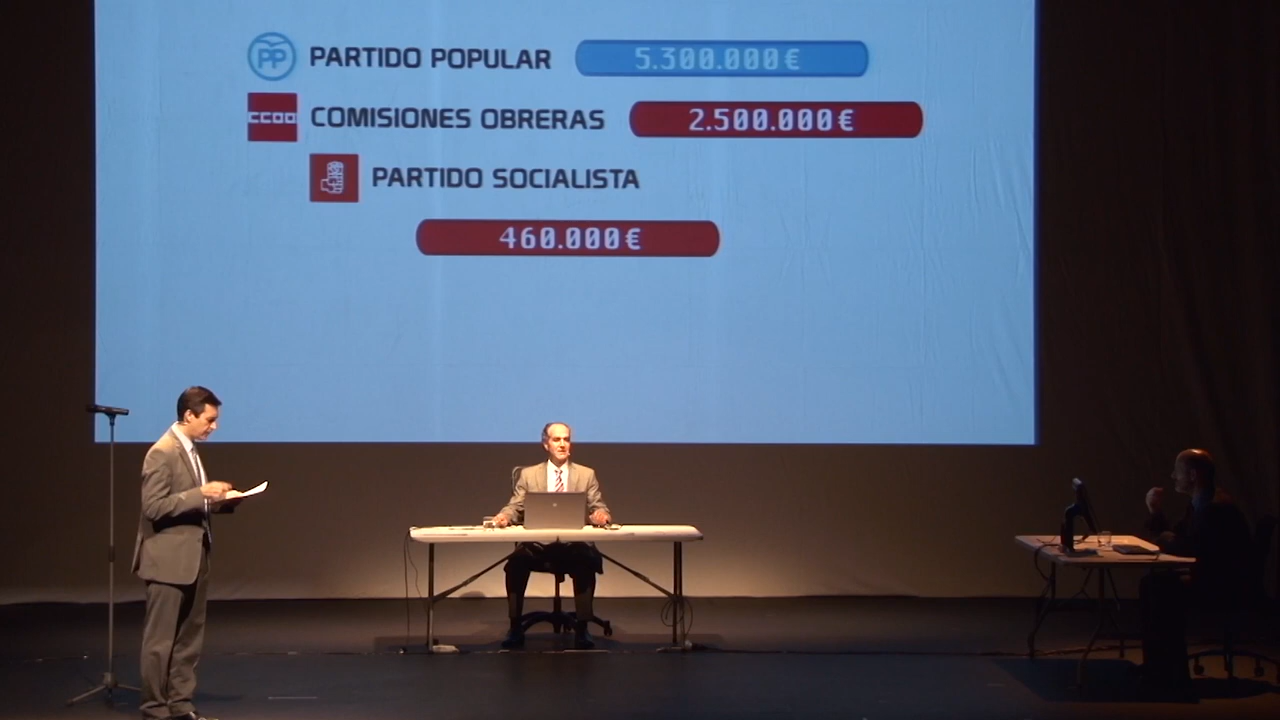 PP PARTIDO POPULAR 5.300.000€
CCOO COMISIONES OBRERAS 2.500.000€
PARTIDO SOCIALISTA
460.000€